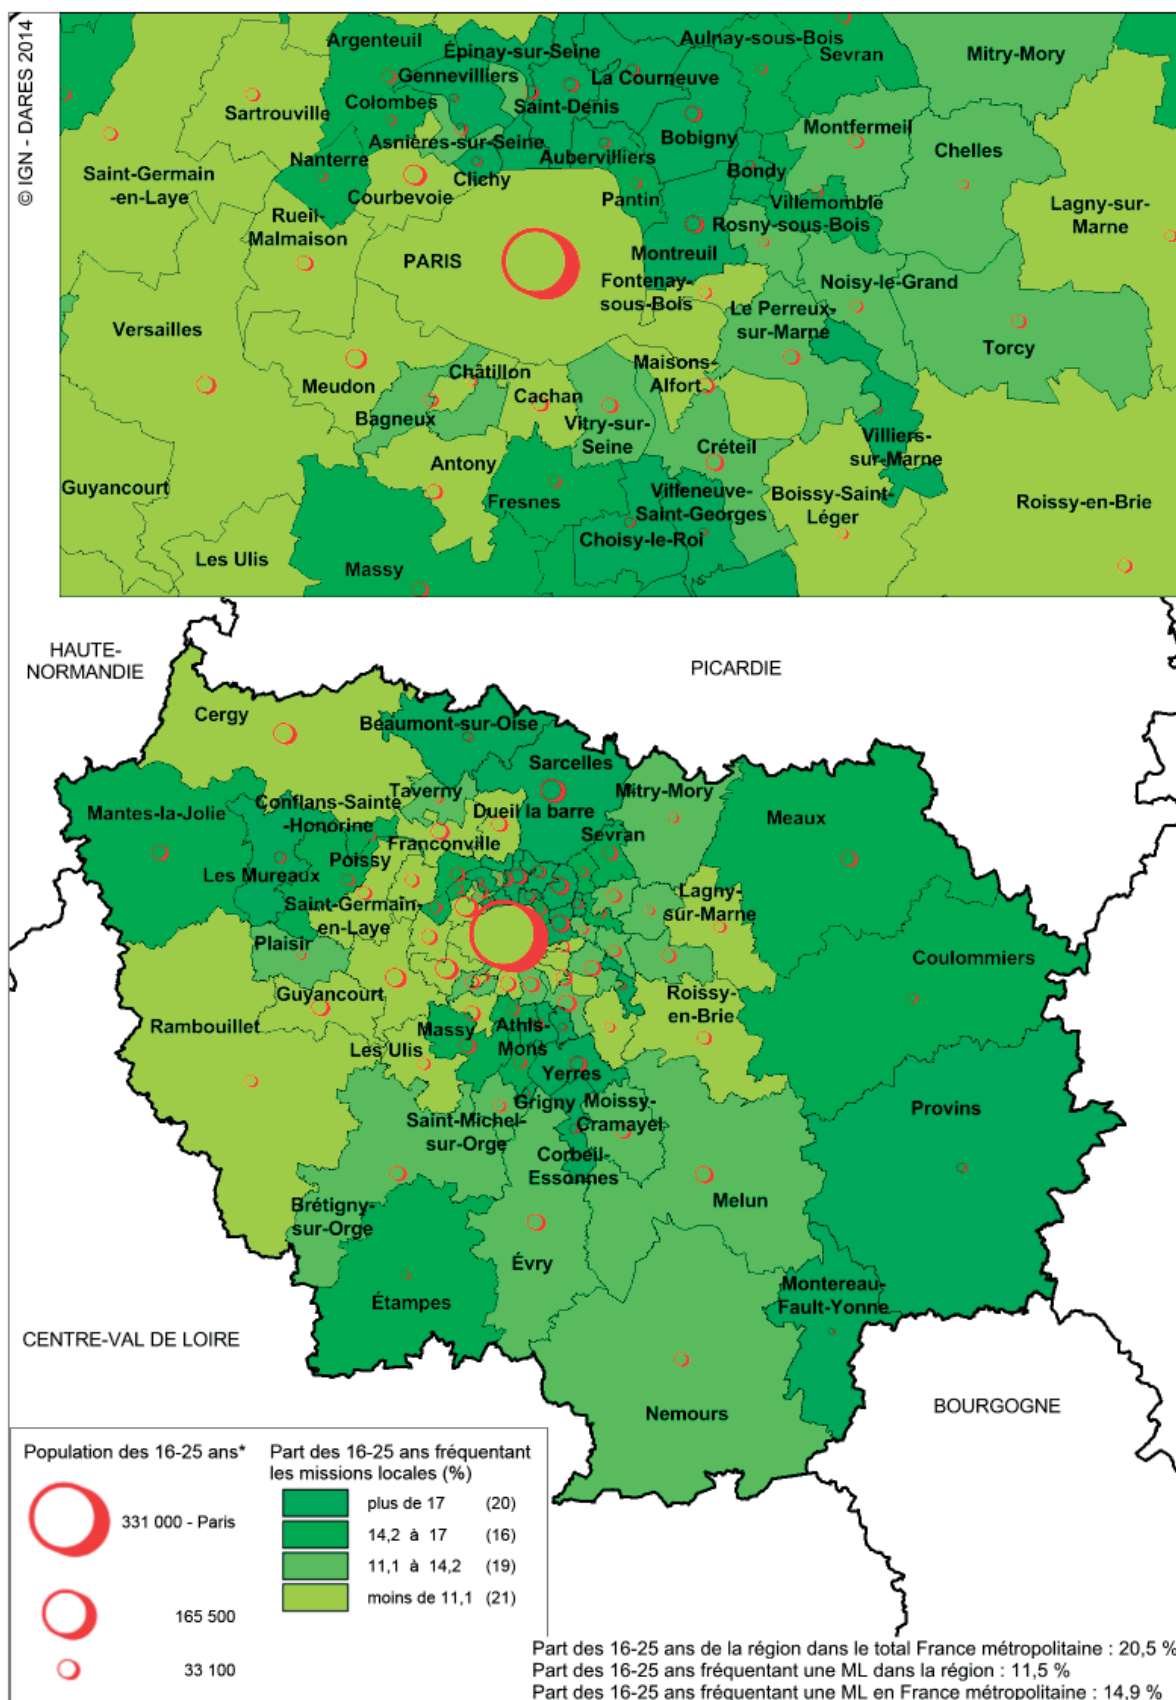 © IGN - DARES 2014
Argenteuil
Épinay-sur-Seine
Aulnay-sous-Bois
Sevran
Mitry-Mory
Gennevilliers
La Courneuve
Sartrouville
Colombes
Saint-Denis
Asnières-sur-Seine
Bobigny
Montfermeil
Chelles
Nanterre
Aubervilliers
Saint-Germain
-en-Laye
Clichy
Bondy
Courbevoie
Pantin
Villemomble
Lagny-sur-
Marne
Rueil-
Malmaison
Rosny-sous-Bois
PARIS
Montreuil
Fontenay-
sous-Bois
Noisy-le-Grand
Versailles
Le Perreux-
sur-Marne
Torcy
Meudon
Châtillon
Maisons-
Alfort
Cachan
Bagneux
Vitry-sur-
Seine
Créteil
Villiers-
sur-Marne
Antony
Guyancourt
Fresnes
Villeneuve-
Saint-Georges
Boissy-Saint-
Léger
Roissy-en-Brie
Choisy-le-Roi
Les Ulis
Massy
HAUTE-
NORMANDIE
PICARDIE
Cergy
Beaumont-sur-Oise
Sarcelles
Mantes-la-Jolie
Conflans-Sainte
-Honorine
Taverny
Mitry-Mory
Dueil la barre
Meaux
Sevran
Franconville
Poissy
Les Mureaux
Saint-Germain-
en-Laye
Lagny-
sur-Marne
Plaisir
Coulommiers
Guyancourt
Roissy-
en-Brie
Rambouillet
Massy
Athis-
Mons
Les Ulis
Yerres
Grigny
Moissy-
Cramayel
Provins
Saint-Michel-
sur-Orge
Corbeil-
Essonnes
Melun
Brétigny-
sur-Orge
Évry
Étampes
Montereau-
Fault-Yonne
CENTRE-VAL DE LOIRE
BOURGOGNE
Nemours
Population des 16-25 ans*
331 000 - Paris
165 500
33 100
Part des 16-25 ans fréquentant
les missions locales (%)
plus de 17 (20)
14,2 à 17 (16)
11,1 à 14,2 (19)
moins de 11,1 (21)
Part des 16-25 ans de la région dans le total France métropolitaine : 20,5 %
Part des 16-25 ans fréquentant une ML dans la région : 11,5 %
Part des 16-25 ans fréquentant une ML en France métropolitaine : 14,9 %